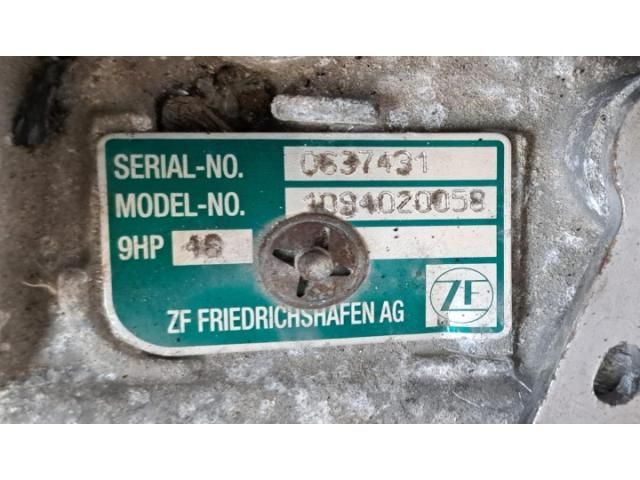 SERIAL-NO. 0637431
MODEL-NO. 1094020058
9HP 48
ZF FRIEDRICHSHAFEN AG
ZF